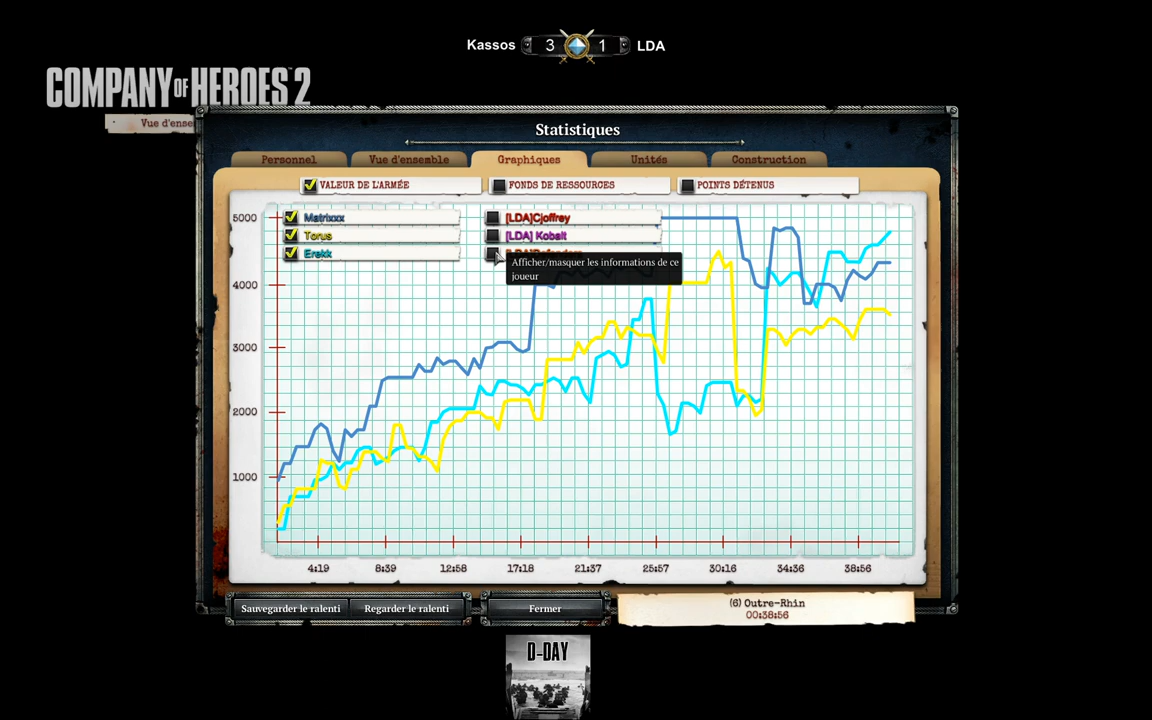 Kassos 3 1 LDA
COMPANY OF HEROES 2
Vue d'ense
Statistiques
Personnel Vue d'ensemble Graphiques Unités Construction
VALEUR DE L'ARMÉE FONDS DE RESSOURCES POINTS DÉTENUS
Matrixxx [LDA]Cjoffrey
Torus [LDA] Kobalt
Erekk
Afficher/masquer les informations de ce
joueur
5000
4000
3000
2000
1000
4:19 8:39 12:58 17:18 21:37 25:57 30:16 34:36 38:56
Sauvegarder le ralenti Regarder le ralenti Fermer
(6) Outre-Rhin
00:38:56
D-DAY